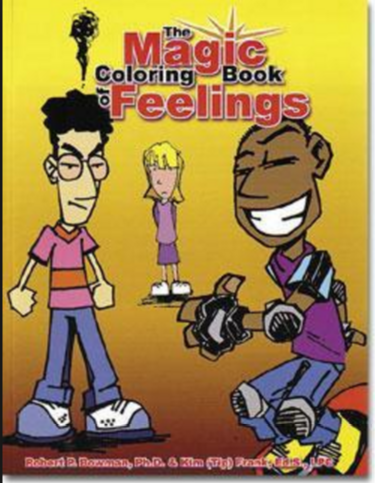 The
Magic
Coloring Book
of Feelings
Robert P. Bowman, Ph.D. & Kim (Tip) Frank, Ed.S., LPC